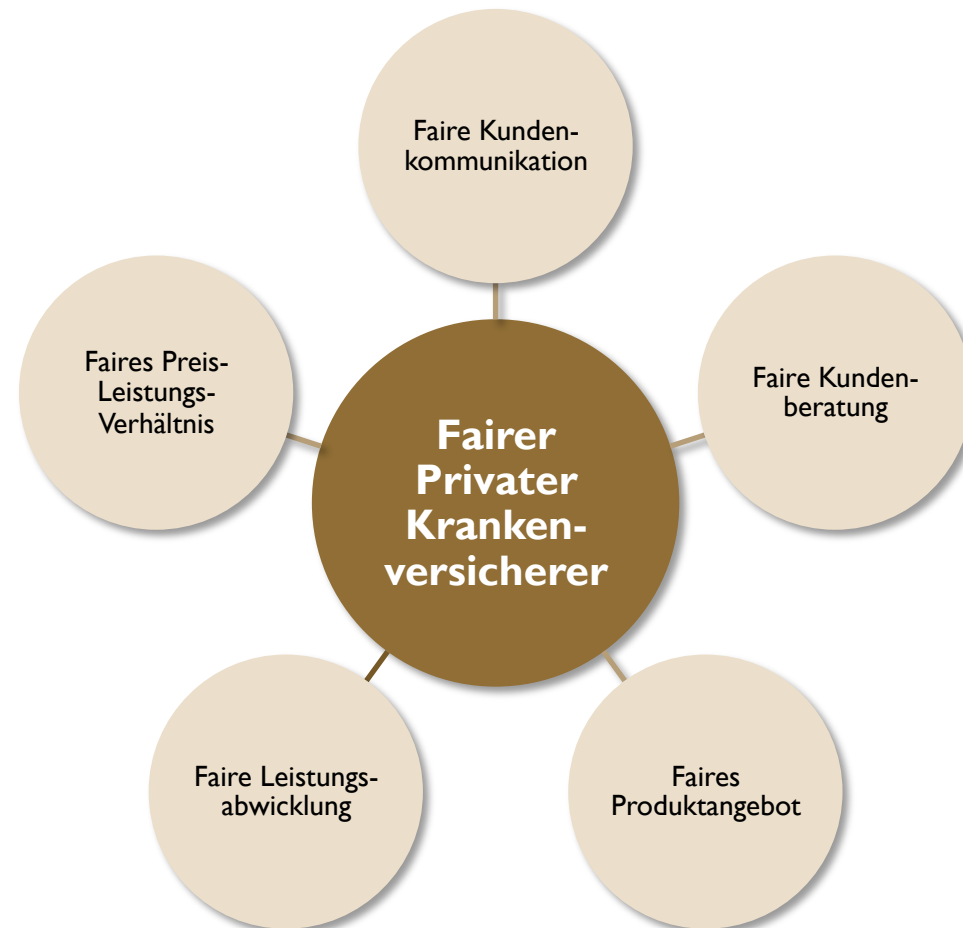 Faire Kunden-
kommunikation
Faires Preis-
Leistungs-
Verhältnis
Faire Kunden-
beratung
Fairer
Privater
Kranken-
versicherer
Faire Leistungs-
abwicklung
Faires
Produktangebot